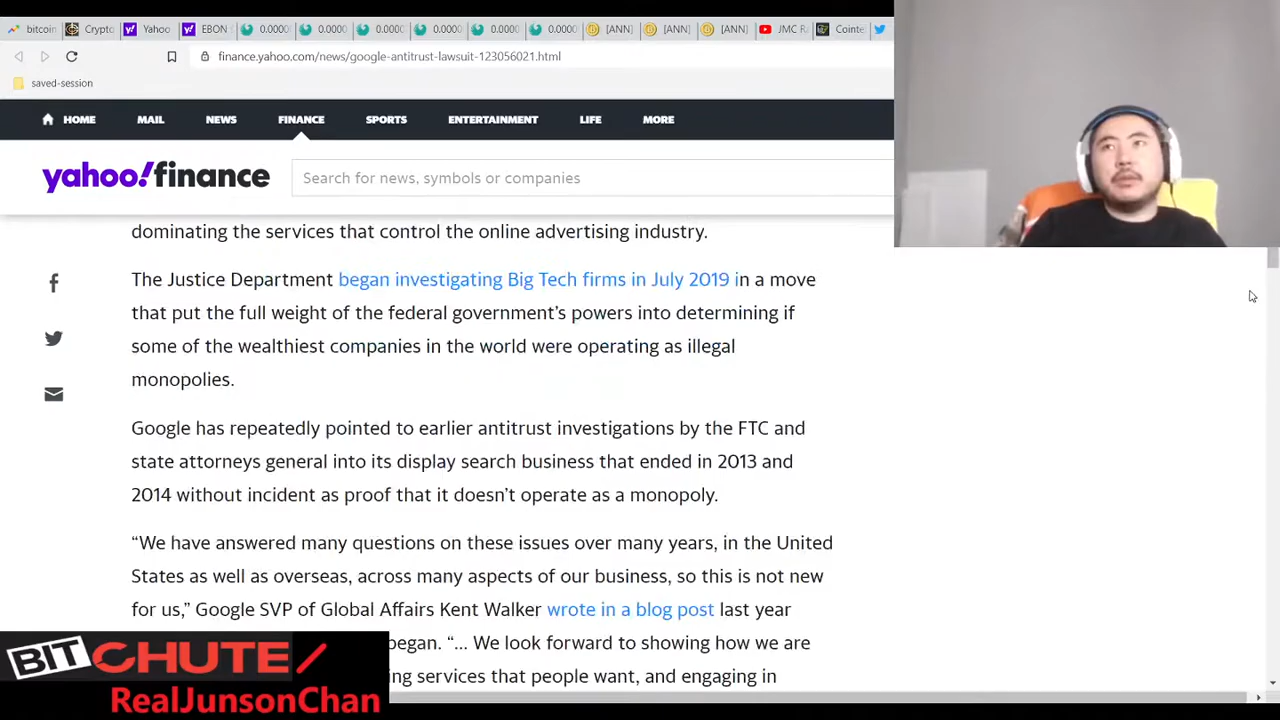 bitcoin
Crypto
Yahoo
EBON
0.0000
0.0000
0.0000
0.0000
0.0000
0.0000
[ANN]
[ANN]
[ANN]
JMC R
Cointe
finance.yahoo.com/news/google-antitrust-lawsuit-123056021.html
saved-session
HOME MAIL NEWS FINANCE SPORTS ENTERTAINMENT LIFE MORE
yahoo!finance
Search for news, symbols or companies
dominating the services that control the online advertising industry.
The Justice Department began investigating Big Tech firms in July 2019 in a move
that put the full weight of the federal government’s powers into determining if
some of the wealthiest companies in the world were operating as illegal
monopolies.
Google has repeatedly pointed to earlier antitrust investigations by the FTC and
state attorneys general into its display search business that ended in 2013 and
2014 without incident as proof that it doesn’t operate as a monopoly.
“We have answered many questions on these issues over many years, in the United
States as well as overseas, across many aspects of our business, so this is not new
for us,” Google SVP of Global Affairs Kent Walker wrote in a blog post last year
began. “... We look forward to showing how we are
ing services that people want, and engaging in
BITCHUTE/
RealJunsonChan